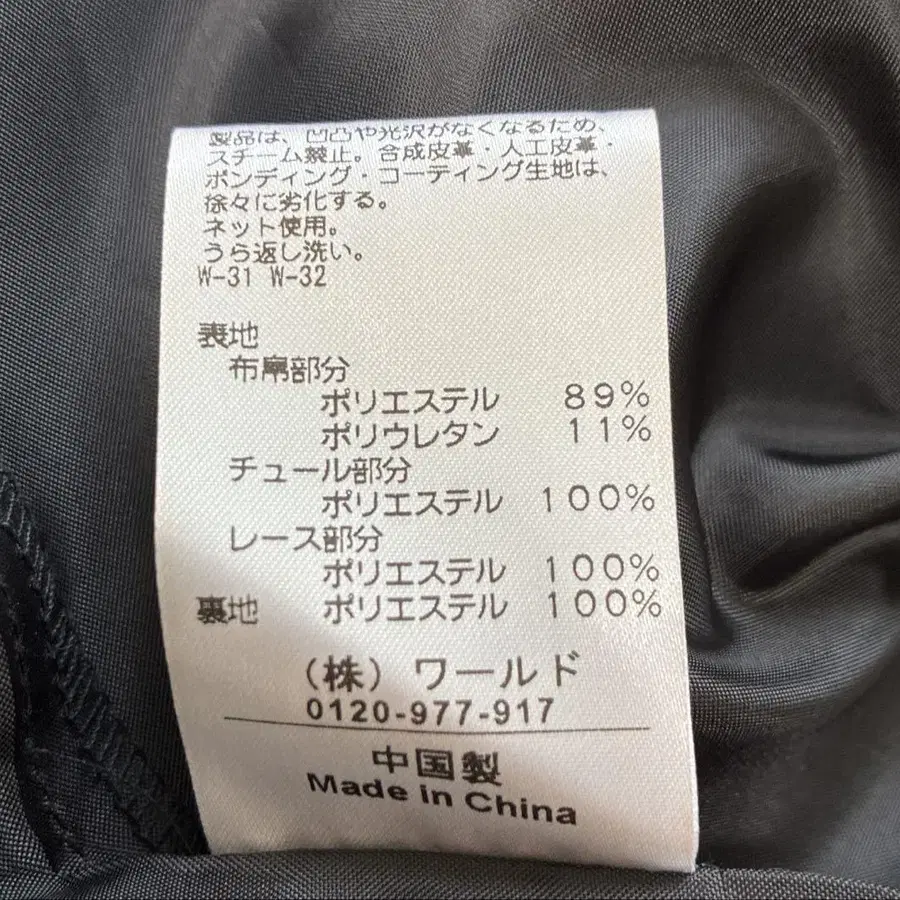 製品は、凹凸や光沢がなくなるため、
スチーム禁止。合成皮革・人工皮革・
ボンディング・コーティング生地は、
徐々に劣化する。
ネット使用。
うら返し洗い。
W-31 W-32
表地
布帛部分
ポリエステル 89%
ポリウレタン 11%
チュール部分
ポリエステル 100%
レース部分
ポリエステル 100%
裏地 ポリエステル 100%
(株) ワールド
0120-977-917
中国製
Made in China